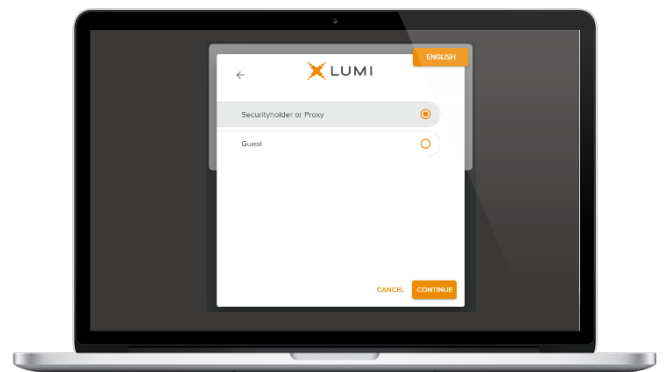 ENGLISH
LUMI
Securityholder or Proxy
Guest
CANCEL
CONTINUE